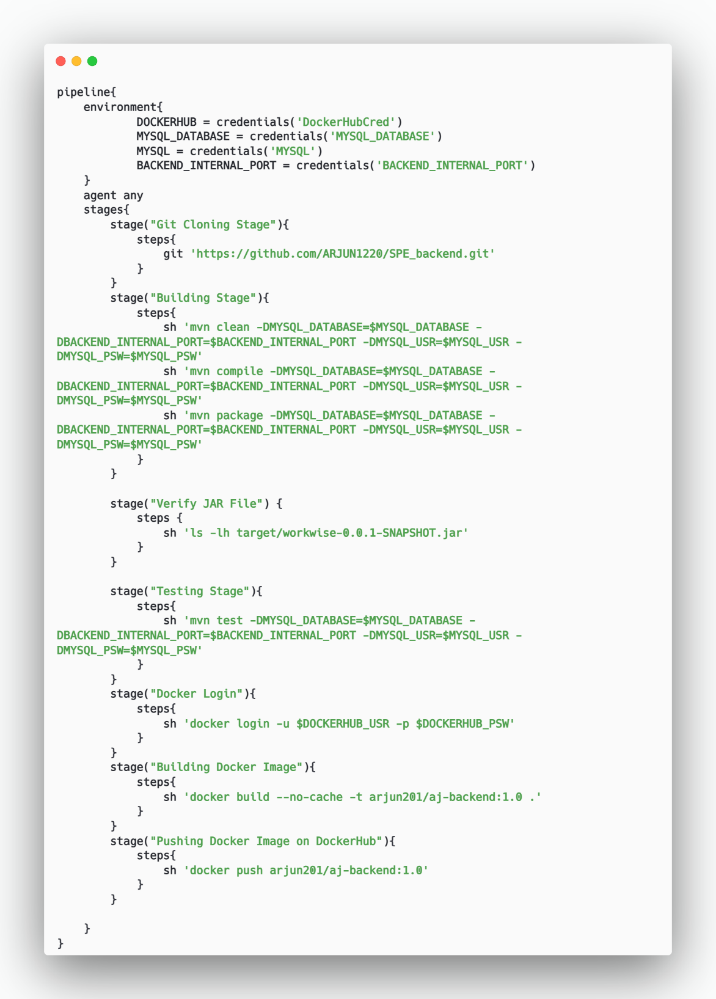 pipeline{
    environment{
            DOCKERHUB = credentials('DockerHubCred')
            MYSQL_DATABASE = credentials('MYSQL_DATABASE')
            MYSQL = credentials('MYSQL')
            BACKEND_INTERNAL_PORT = credentials('BACKEND_INTERNAL_PORT')
    }
    agent any
    stages{
        stage("Git Cloning Stage"){
            steps{
                git 'https://github.com/ARJUN1220/SPE_backend.git'
            }
        }
        stage("Building Stage"){
            steps{
                sh 'mvn clean -DMYSQL_DATABASE=$MYSQL_DATABASE -
DBACKEND_INTERNAL_PORT=$BACKEND_INTERNAL_PORT -DMYSQL_USR=$MYSQL_USR -
DMYSQL_PSW=$MYSQL_PSW'
                sh 'mvn compile -DMYSQL_DATABASE=$MYSQL_DATABASE -
DBACKEND_INTERNAL_PORT=$BACKEND_INTERNAL_PORT -DMYSQL_USR=$MYSQL_USR -
DMYSQL_PSW=$MYSQL_PSW'
                sh 'mvn package -DMYSQL_DATABASE=$MYSQL_DATABASE -
DBACKEND_INTERNAL_PORT=$BACKEND_INTERNAL_PORT -DMYSQL_USR=$MYSQL_USR -
DMYSQL_PSW=$MYSQL_PSW'
            }
        }

        stage("Verify JAR File") {
            steps {
                sh 'ls -lh target/workwise-0.0.1-SNAPSHOT.jar'
            }
        }

        stage("Testing Stage"){
            steps{
                sh 'mvn test -DMYSQL_DATABASE=$MYSQL_DATABASE -
DBACKEND_INTERNAL_PORT=$BACKEND_INTERNAL_PORT -DMYSQL_USR=$MYSQL_USR -
DMYSQL_PSW=$MYSQL_PSW'
            }
        }
        stage("Docker Login"){
            steps{
                sh 'docker login -u $DOCKERHUB_USR -p $DOCKERHUB_PSW'
            }
        }
        stage("Building Docker Image"){
            steps{
                sh 'docker build --no-cache -t arjun201/aj-backend:1.0 .'
            }
        }
        stage("Pushing Docker Image on DockerHub"){
            steps{
                sh 'docker push arjun201/aj-backend:1.0'
            }
        }

    }
}